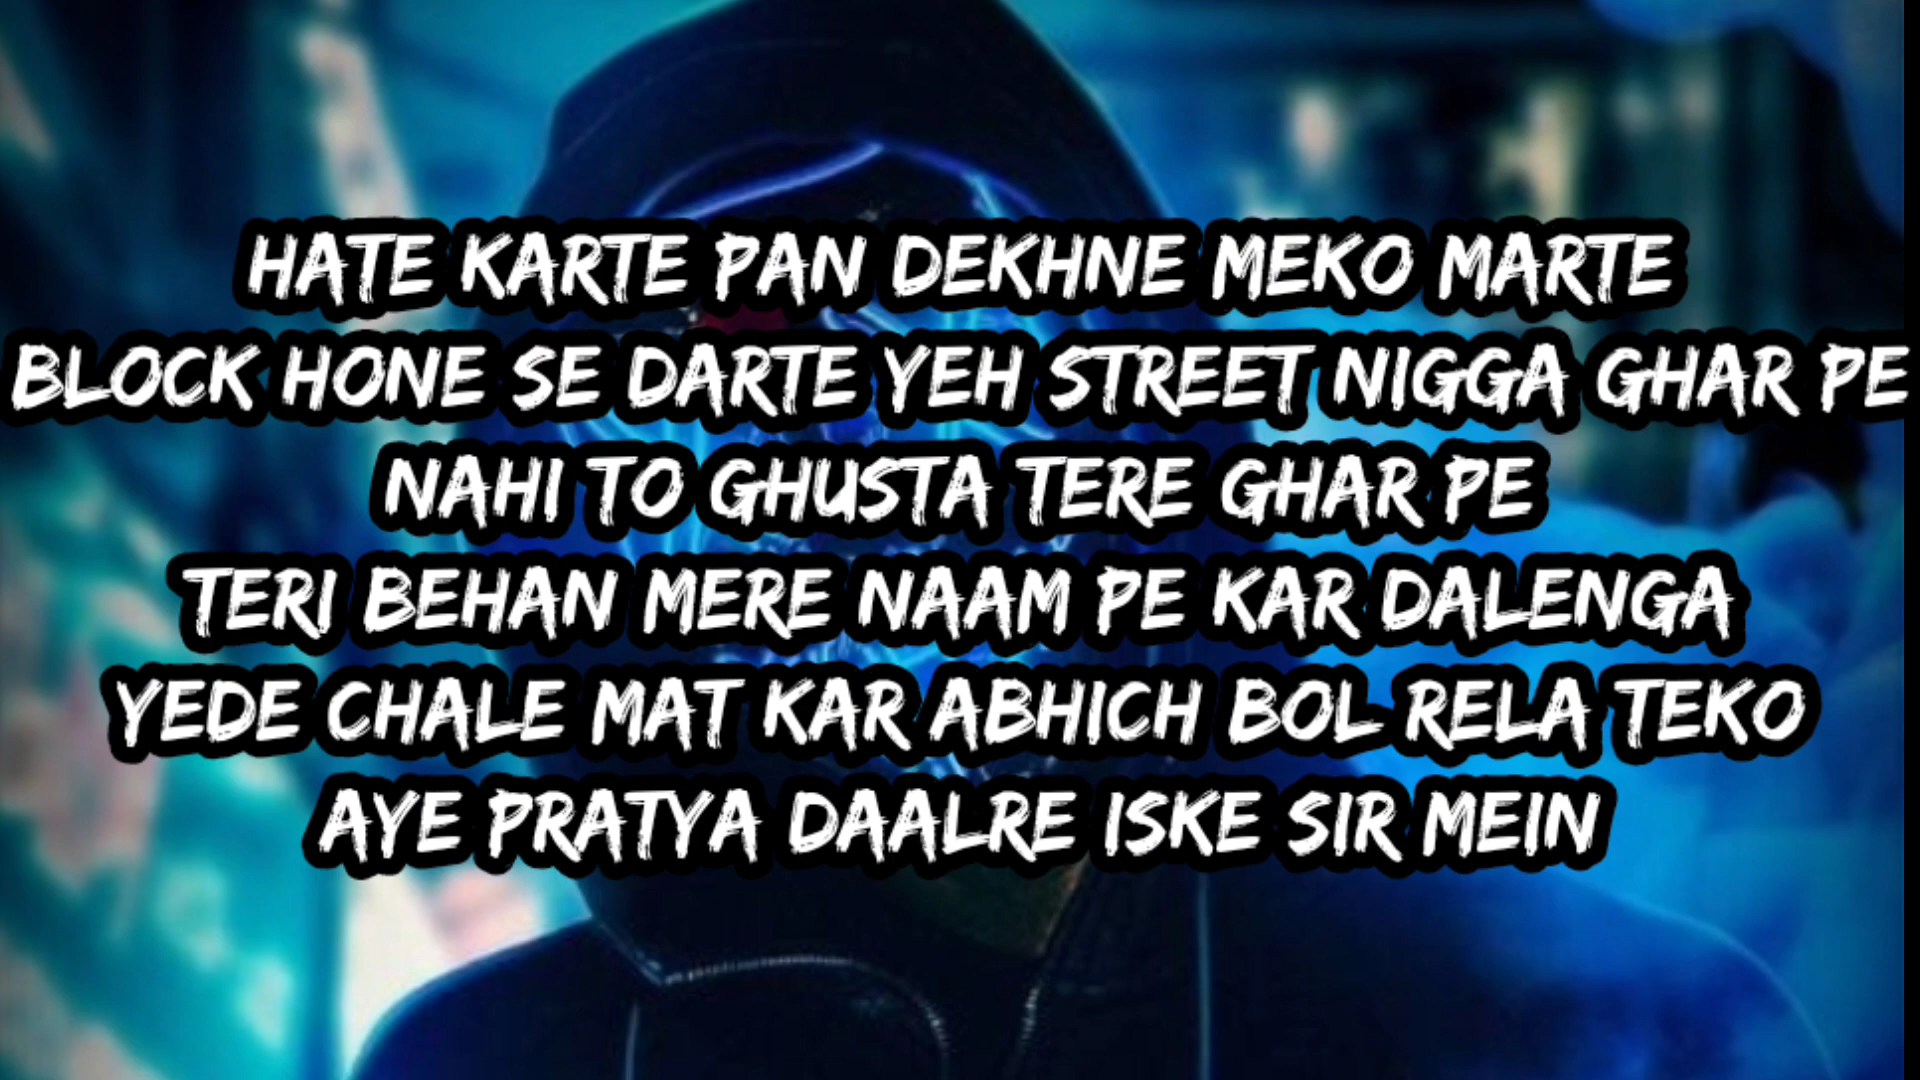 HATE KARTE PAN DEKHNE MEKO MARTE
BLOCK HONE SE DARTE YEH STREET NIGGA GHAR PE
NAHI TO GHUSTA TERE GHAR PE
TERI BEHAN MERE NAAM PE KAR DALENGA
YEDE CHALE MAT KAR ABHICH BOL RELA TEKO
AYE PRATYA DAALRE ISKE SIR MEIN